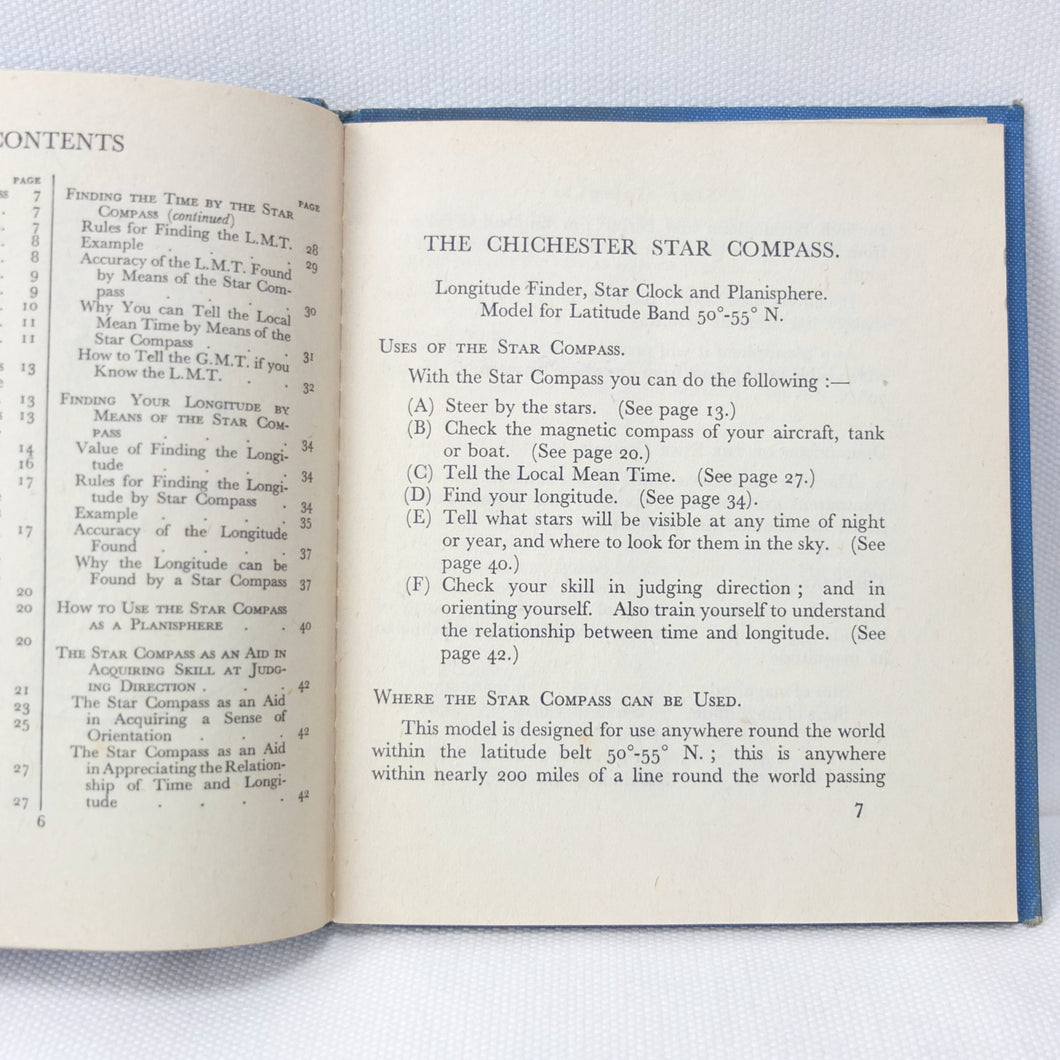 CONTENTS
PAGE
7
7
7
8
8
9
9
10
11
11
13
13
13
14
16
17
17
20
20
20
21
23
25
27
27
PAGE
FINDING THE TIME BY THE STAR
COMPASS (continued)
Rules for Finding the L.M.T. 28
Example . . . . 29
Accuracy of the L.M.T. Found
by Means of the Star Com-
pass . . . . 30
Why You can Tell the Local
Mean Time by Means of the
Star Compass . . . 31
How to Tell the G.M.T. if you
Know the L.M.T. . . . 32
FINDING YOUR LONGITUDE BY
MEANS OF THE STAR COM-
PASS . . . . 34
Value of Finding the Longi-
tude . . . . 34
Rules for Finding the Longi-
tude by Star Compass . 34
Example . . . . 35
Accuracy of the Longitude
Found . . . . 37
Why the Longitude can be
Found by a Star Compass 37
HOW TO USE THE STAR COMPASS
AS A PLANISPHERE . . 40
THE STAR COMPASS AS AN AID IN
ACQUIRING SKILL AT JUDG-
ING DIRECTION . . . 42
The Star Compass as an Aid
in Acquiring a Sense of
Orientation . . . 42
The Star Compass as an Aid
in Appreciating the Relation-
ship of Time and Longi-
tude . . . . 42
6
THE CHICHESTER STAR COMPASS.
Longitude Finder, Star Clock and Planisphere.
Model for Latitude Band 50°-55° N.
USES OF THE STAR COMPASS.
With the Star Compass you can do the following :—
(A) Steer by the stars. (See page 13.)
(B) Check the magnetic compass of your aircraft, tank
or boat. (See page 20.)
(C) Tell the Local Mean Time. (See page 27.)
(D) Find your longitude. (See page 34).
(E) Tell what stars will be visible at any time of night
or year, and where to look for them in the sky. (See
page 40.)
(F) Check your skill in judging direction ; and in
orienting yourself. Also train yourself to understand
the relationship between time and longitude. (See
page 42.)
WHERE THE STAR COMPASS CAN BE USED.
This model is designed for use anywhere round the world
within the latitude belt 50°-55° N. ; this is anywhere
within nearly 200 miles of a line round the world passing
7